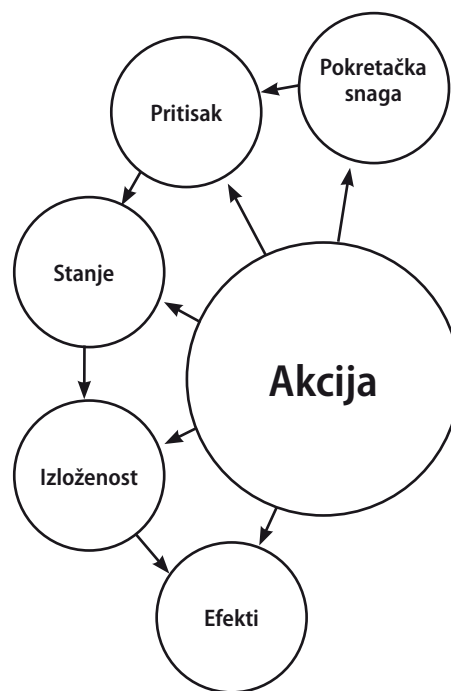 Pokretačka
snaga
Pritisak
Stanje
Akcija
Izloženost
Efekti